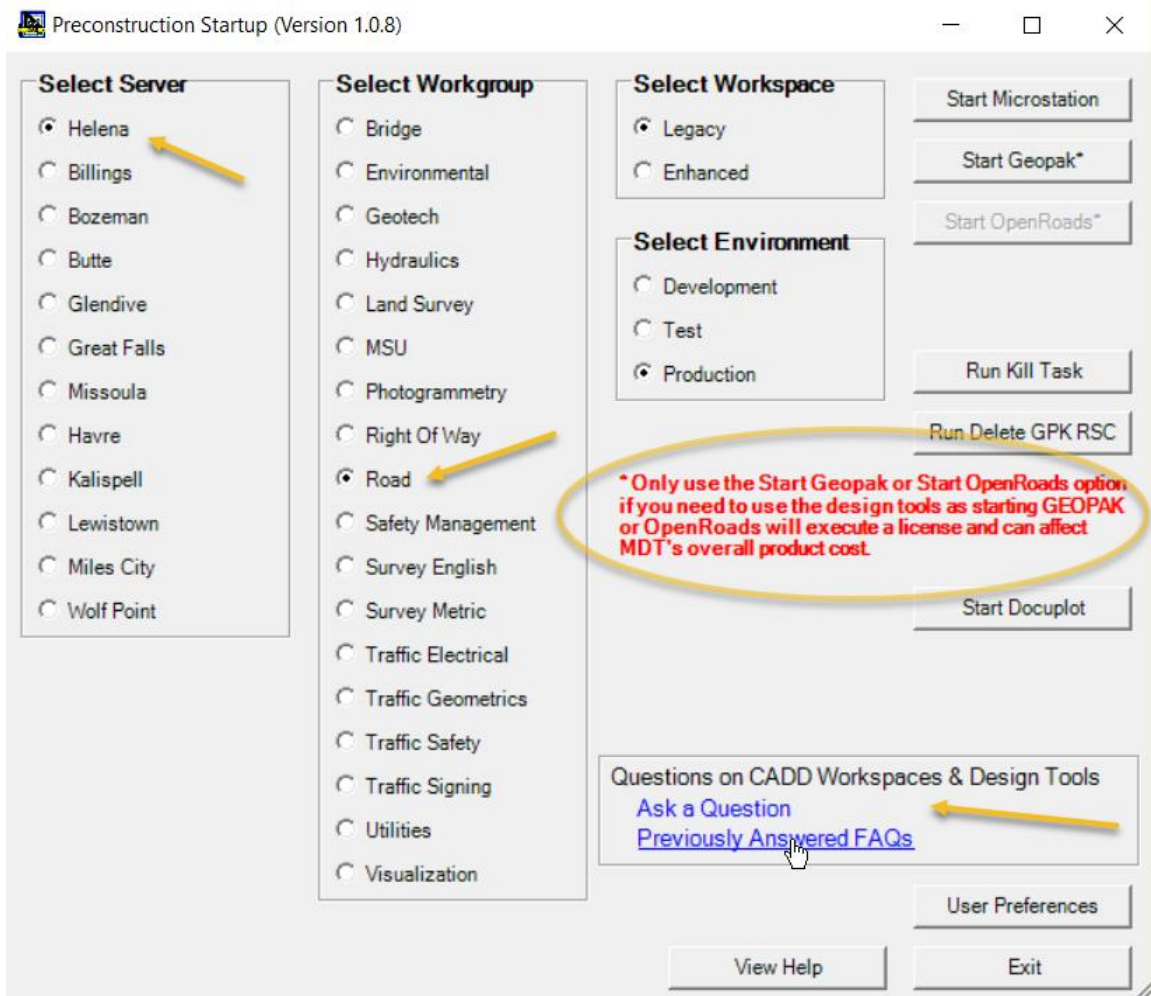 Preconstruction Startup (Version 1.0.8)
Select Server
Helena
Billings
Bozeman
Butte
Glendive
Great Falls
Missoula
Havre
Kalispell
Lewistown
Miles City
Wolf Point
Select Workgroup
Bridge
Environmental
Geotech
Hydraulics
Land Survey
MSU
Photogrammetry
Right Of Way
Road
Safety Management
Survey English
Survey Metric
Traffic Electrical
Traffic Geometrics
Traffic Safety
Traffic Signing
Utilities
Visualization
Select Workspace
Legacy
Enhanced
Select Environment
Development
Test
Production
Start Microstation
Start Geopak*
Start OpenRoads*
Run Kill Task
Run Delete GPK RSC
* Only use the Start Geopak or Start OpenRoads option
if you need to use the design tools as starting GEOPAK
or OpenRoads will execute a license and can affect
MDT's overall product cost.
Start Docuplot
Questions on CADD Workspaces & Design Tools
Ask a Question
Previously Answered FAQs
User Preferences
View Help
Exit